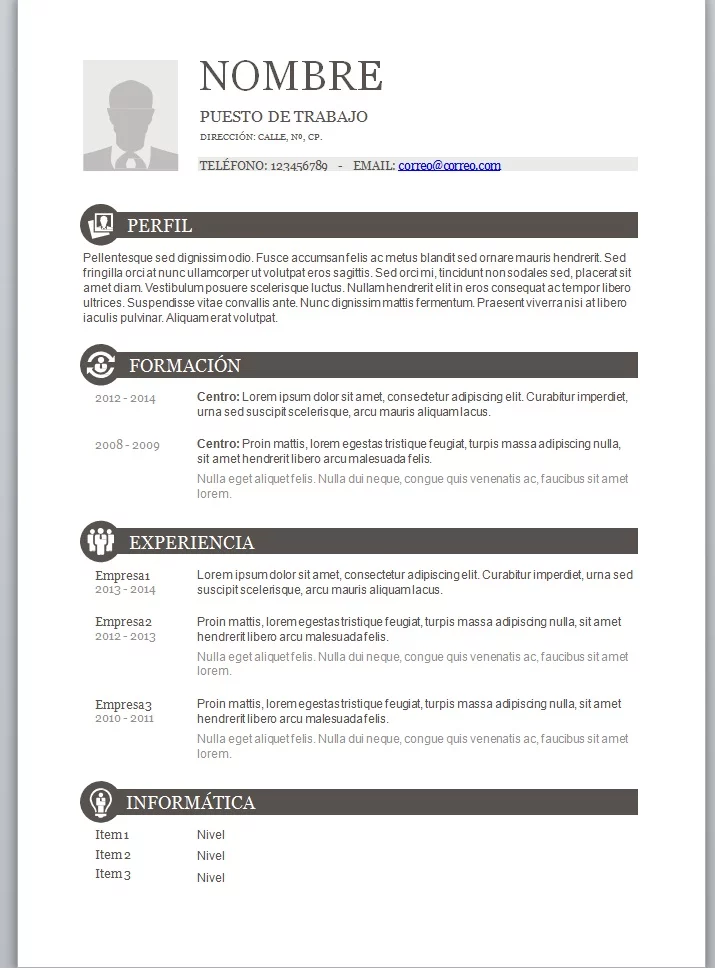 NOMBRE
PUESTO DE TRABAJO
DIRECCIÓN: CALLE, Nº, CP.
TELÉFONO: 123456789 - EMAIL: correo@correo.com
PERFIL
Pellentesque sed dignissim odio. Fusce accumsan felis ac metus blandit sed ornare mauris hendrerit. Sed
fringilla orci at nunc ullamcorper ut volutpat eros sagittis. Sed orci mi, tincidunt non sodales sed, placerat sit
amet diam. Vestibulum posuere scelerisque luctus. Nullam hendrerit elit in eros consequat ac tempor libero
ultrices. Suspendisse vitae convallis ante. Nunc dignissim mattis fermentum. Praesent viverra nisi at libero
iaculis pulvinar. Aliquam erat volutpat.
FORMACIÓN
2012 - 2014
Centro: Lorem ipsum dolor sit amet, consectetur adipiscing elit. Curabitur imperdiet,
urna sed suscipit scelerisque, arcu mauris aliquam lacus.
2008 - 2009
Centro: Proin mattis, lorem egestas tristique feugiat, turpis massa adipiscing nulla,
sit amet hendrerit libero arcu malesuada felis.
Nulla eget aliquet felis. Nulla dui neque, congue quis venenatis ac, faucibus sit amet
lorem.
EXPERIENCIA
Empresa1
2013 - 2014
Lorem ipsum dolor sit amet, consectetur adipiscing elit. Curabitur imperdiet, urna sed
suscipit scelerisque, arcu mauris aliquam lacus.
Empresa2
2012 - 2013
Proin mattis, lorem egestas tristique feugiat, turpis massa adipiscing nulla, sit amet
hendrerit libero arcu malesuada felis.
Nulla eget aliquet felis. Nulla dui neque, congue quis venenatis ac, faucibus sit amet
lorem.
Empresa3
2010 - 2011
Proin mattis, lorem egestas tristique feugiat, turpis massa adipiscing nulla, sit amet
hendrerit libero arcu malesuada felis.
Nulla eget aliquet felis. Nulla dui neque, congue quis venenatis ac, faucibus sit amet
lorem.
INFORMÁTICA
Item 1 Nivel
Item 2 Nivel
Item 3 Nivel